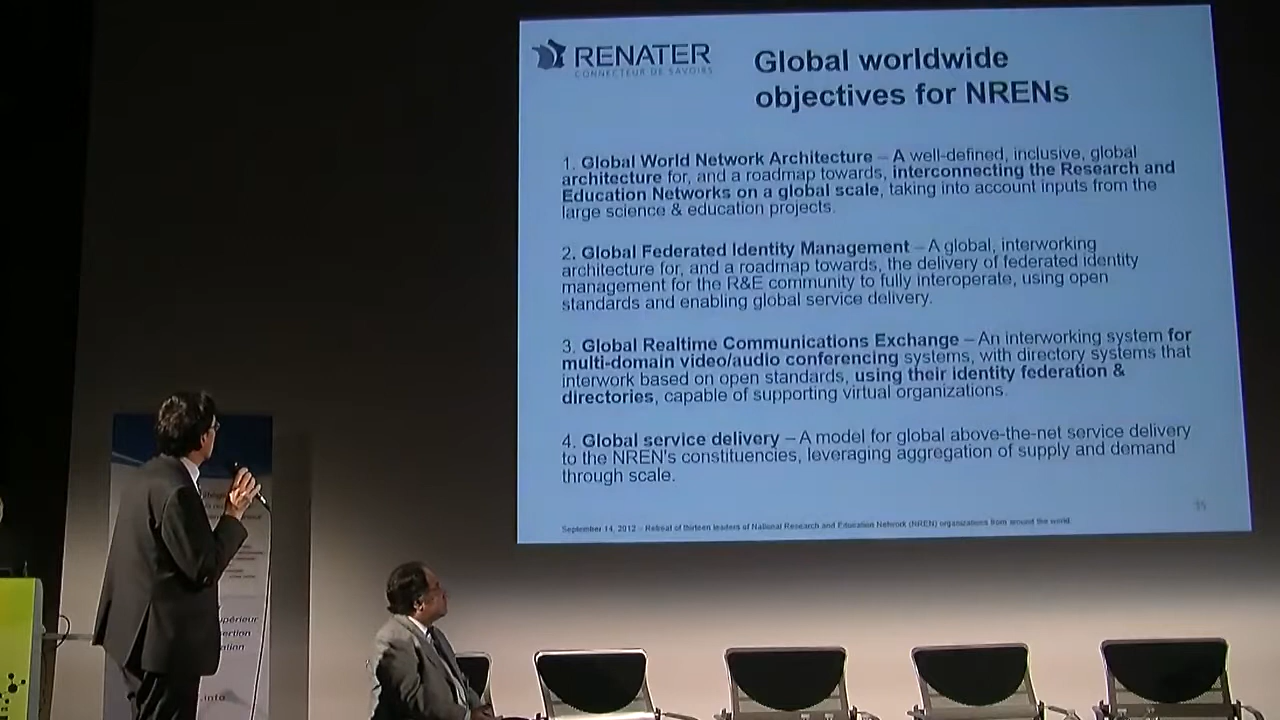 RENATER
CONNECTEUR DE SAVOIRS
Global worldwide
objectives for NRENs
1. Global World Network Architecture – A well-defined, inclusive, global
architecture for, and a roadmap towards, interconnecting the Research and
Education Networks on a global scale, taking into account inputs from the
large science & education projects.
2. Global Federated Identity Management – A global, interworking
architecture for, and a roadmap towards, the delivery of federated identity
management for the R&E community to fully interoperate, using open
standards and enabling global service delivery.
3. Global Realtime Communications Exchange – An interworking system for
multi-domain video/audio conferencing systems, with directory systems that
interwork based on open standards, using their identity federation &
directories, capable of supporting virtual organizations.
4. Global service delivery – A model for global above-the-net service delivery
to the NREN's constituencies, leveraging aggregation of supply and demand
through scale.
September 14, 2012 – Retreat of thirteen leaders of National Research and Education Network (NREN) organizations from around the world.
périeur
ertion
ation
.info